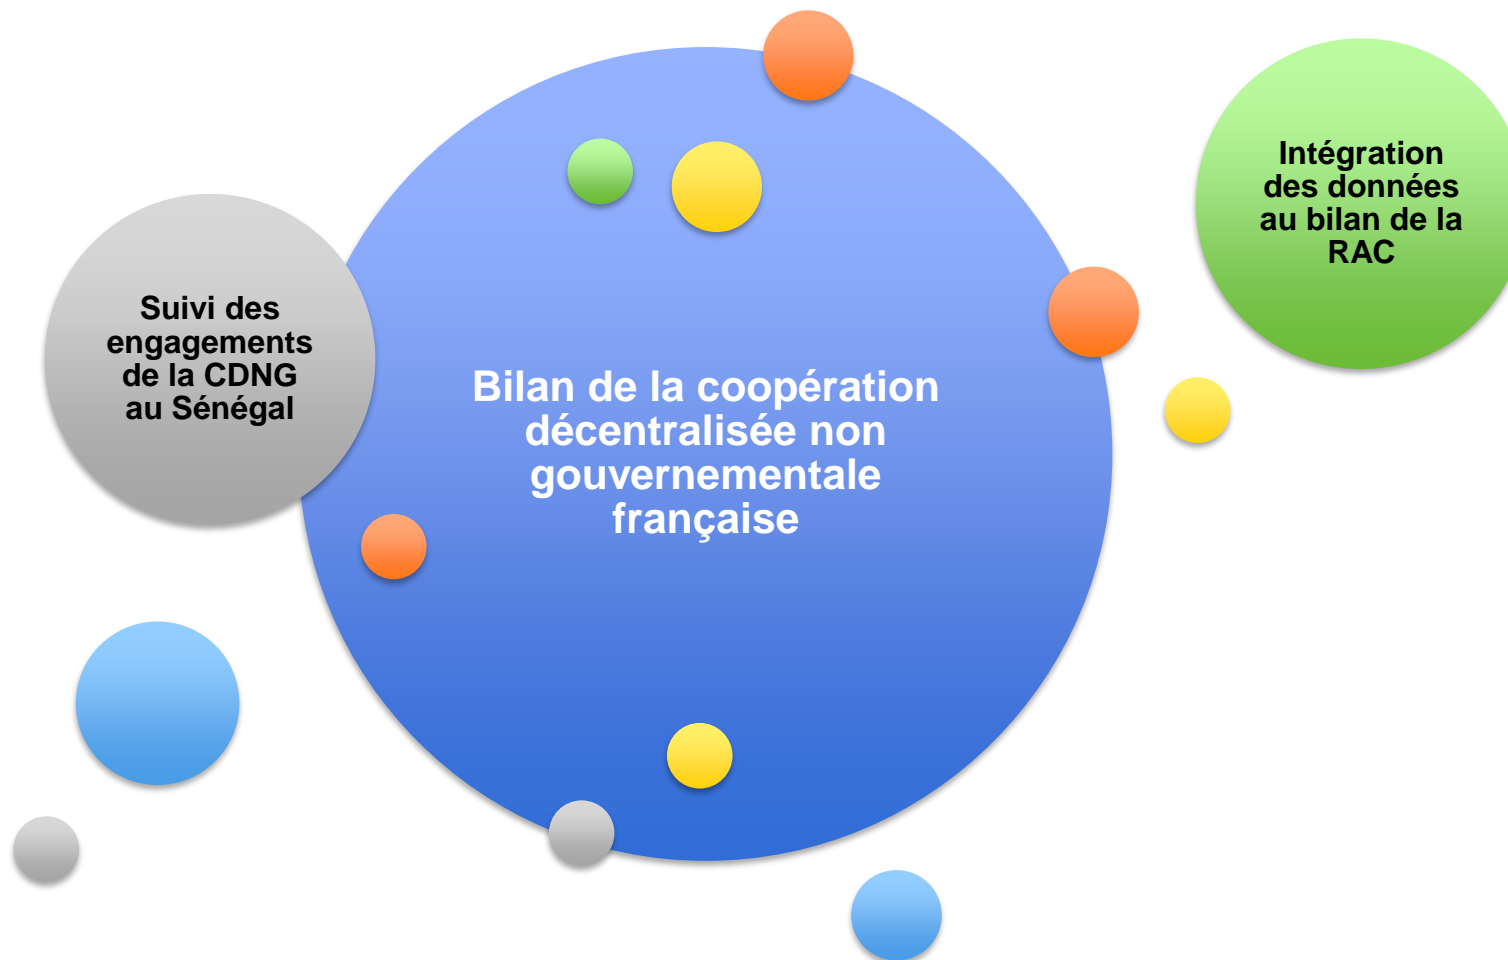 Suivi des
engagements
de la CDNG
au Sénégal
Bilan de la coopération
décentralisée non
gouvernementale
française
Intégration
des données
au bilan de la
RAC